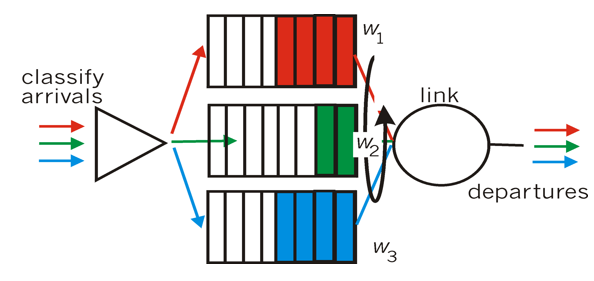 w1
classify
arrivals
link
w2
departures
w3